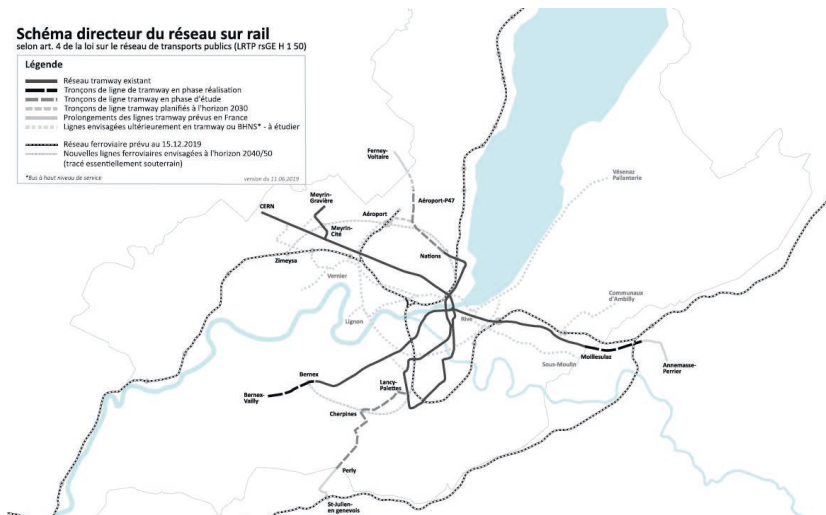 Schéma directeur du réseau sur rail
selon art. 4 de la loi sur le réseau de transports publics (LRTP rsGE H 1 50)
Légende
Réseau tramway existant
Tronçons de ligne de tramway en phase réalisation
Tronçons de ligne tramway en phase d'étude
Tronçons de ligne tramway planifiés à l'horizon 2030
Prolongements des lignes tramway prévus en France
Lignes envisagées ultérieurement en tramway ou BHNS* - à étudier
Réseau ferroviaire prévu au 15.12.2019
Nouvelles lignes ferroviaires envisagées à l'horizon 2040/50
(tracé essentiellement souterrain)
*Bus à haut niveau de service
version du 11.06.2019
Ferney-
Voltaire
Vésenaz
Pallanterie
Meyrin-
Gravière
Aéroport-P47
CERN
Aéroport
Meyrin-
Cité
Nations
Zimeysa
Vernier
Communaux
d'Ambilly
Lignon
Rive
Moillesulaz
Sous-Moulin
Annemasse-
Perrier
Bernex
Lancy-
Palettes
Bernex-
Vailly
Cherpines
Perly
St-Julien-
en genevois